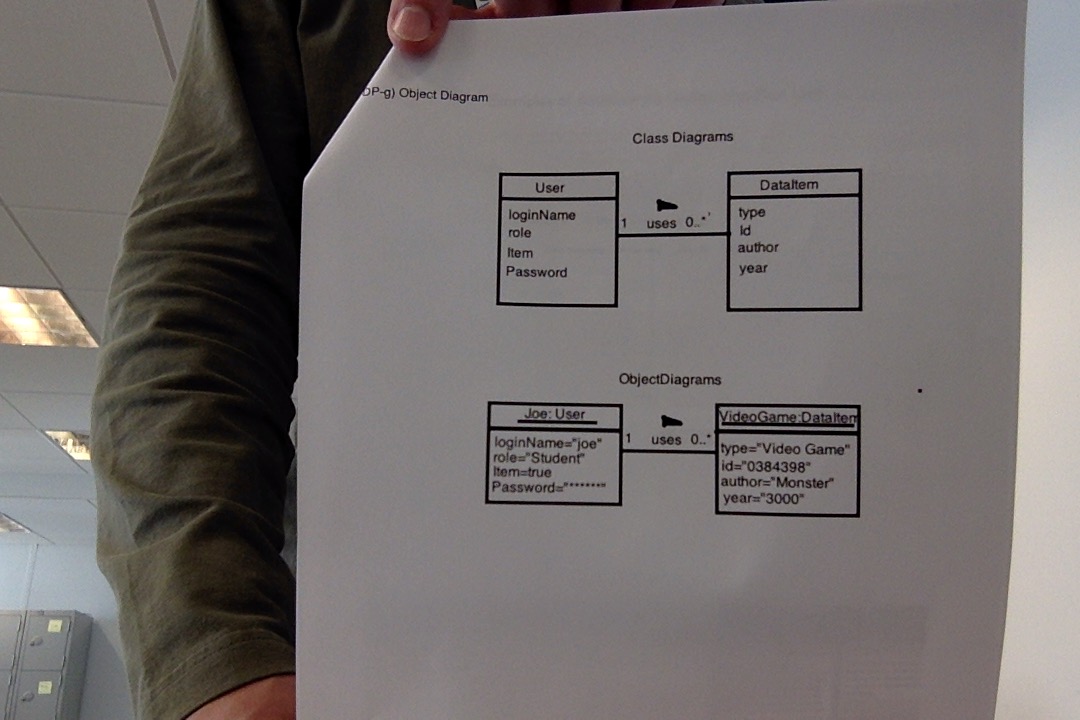 DP-g) Object Diagram
Class Diagrams
User
loginName
role
Item
Password
1 uses 0..*
DataItem
type
Id
author
year
ObjectDiagrams
Joe: User
loginName="joe"
role="Student"
Item=true
Password="*******"
1 uses 0..*
VideoGame:DataItem
type="Video Game"
id="0384398"
author="Monster"
year="3000"